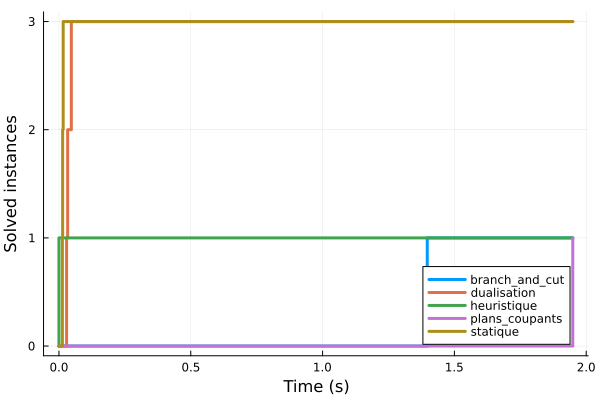 Solved instances
3
2
1
0
branch_and_cut
dualisation
heuristique
plans_coupants
statique
0.0 0.5 1.0 1.5 2.0
Time (s)